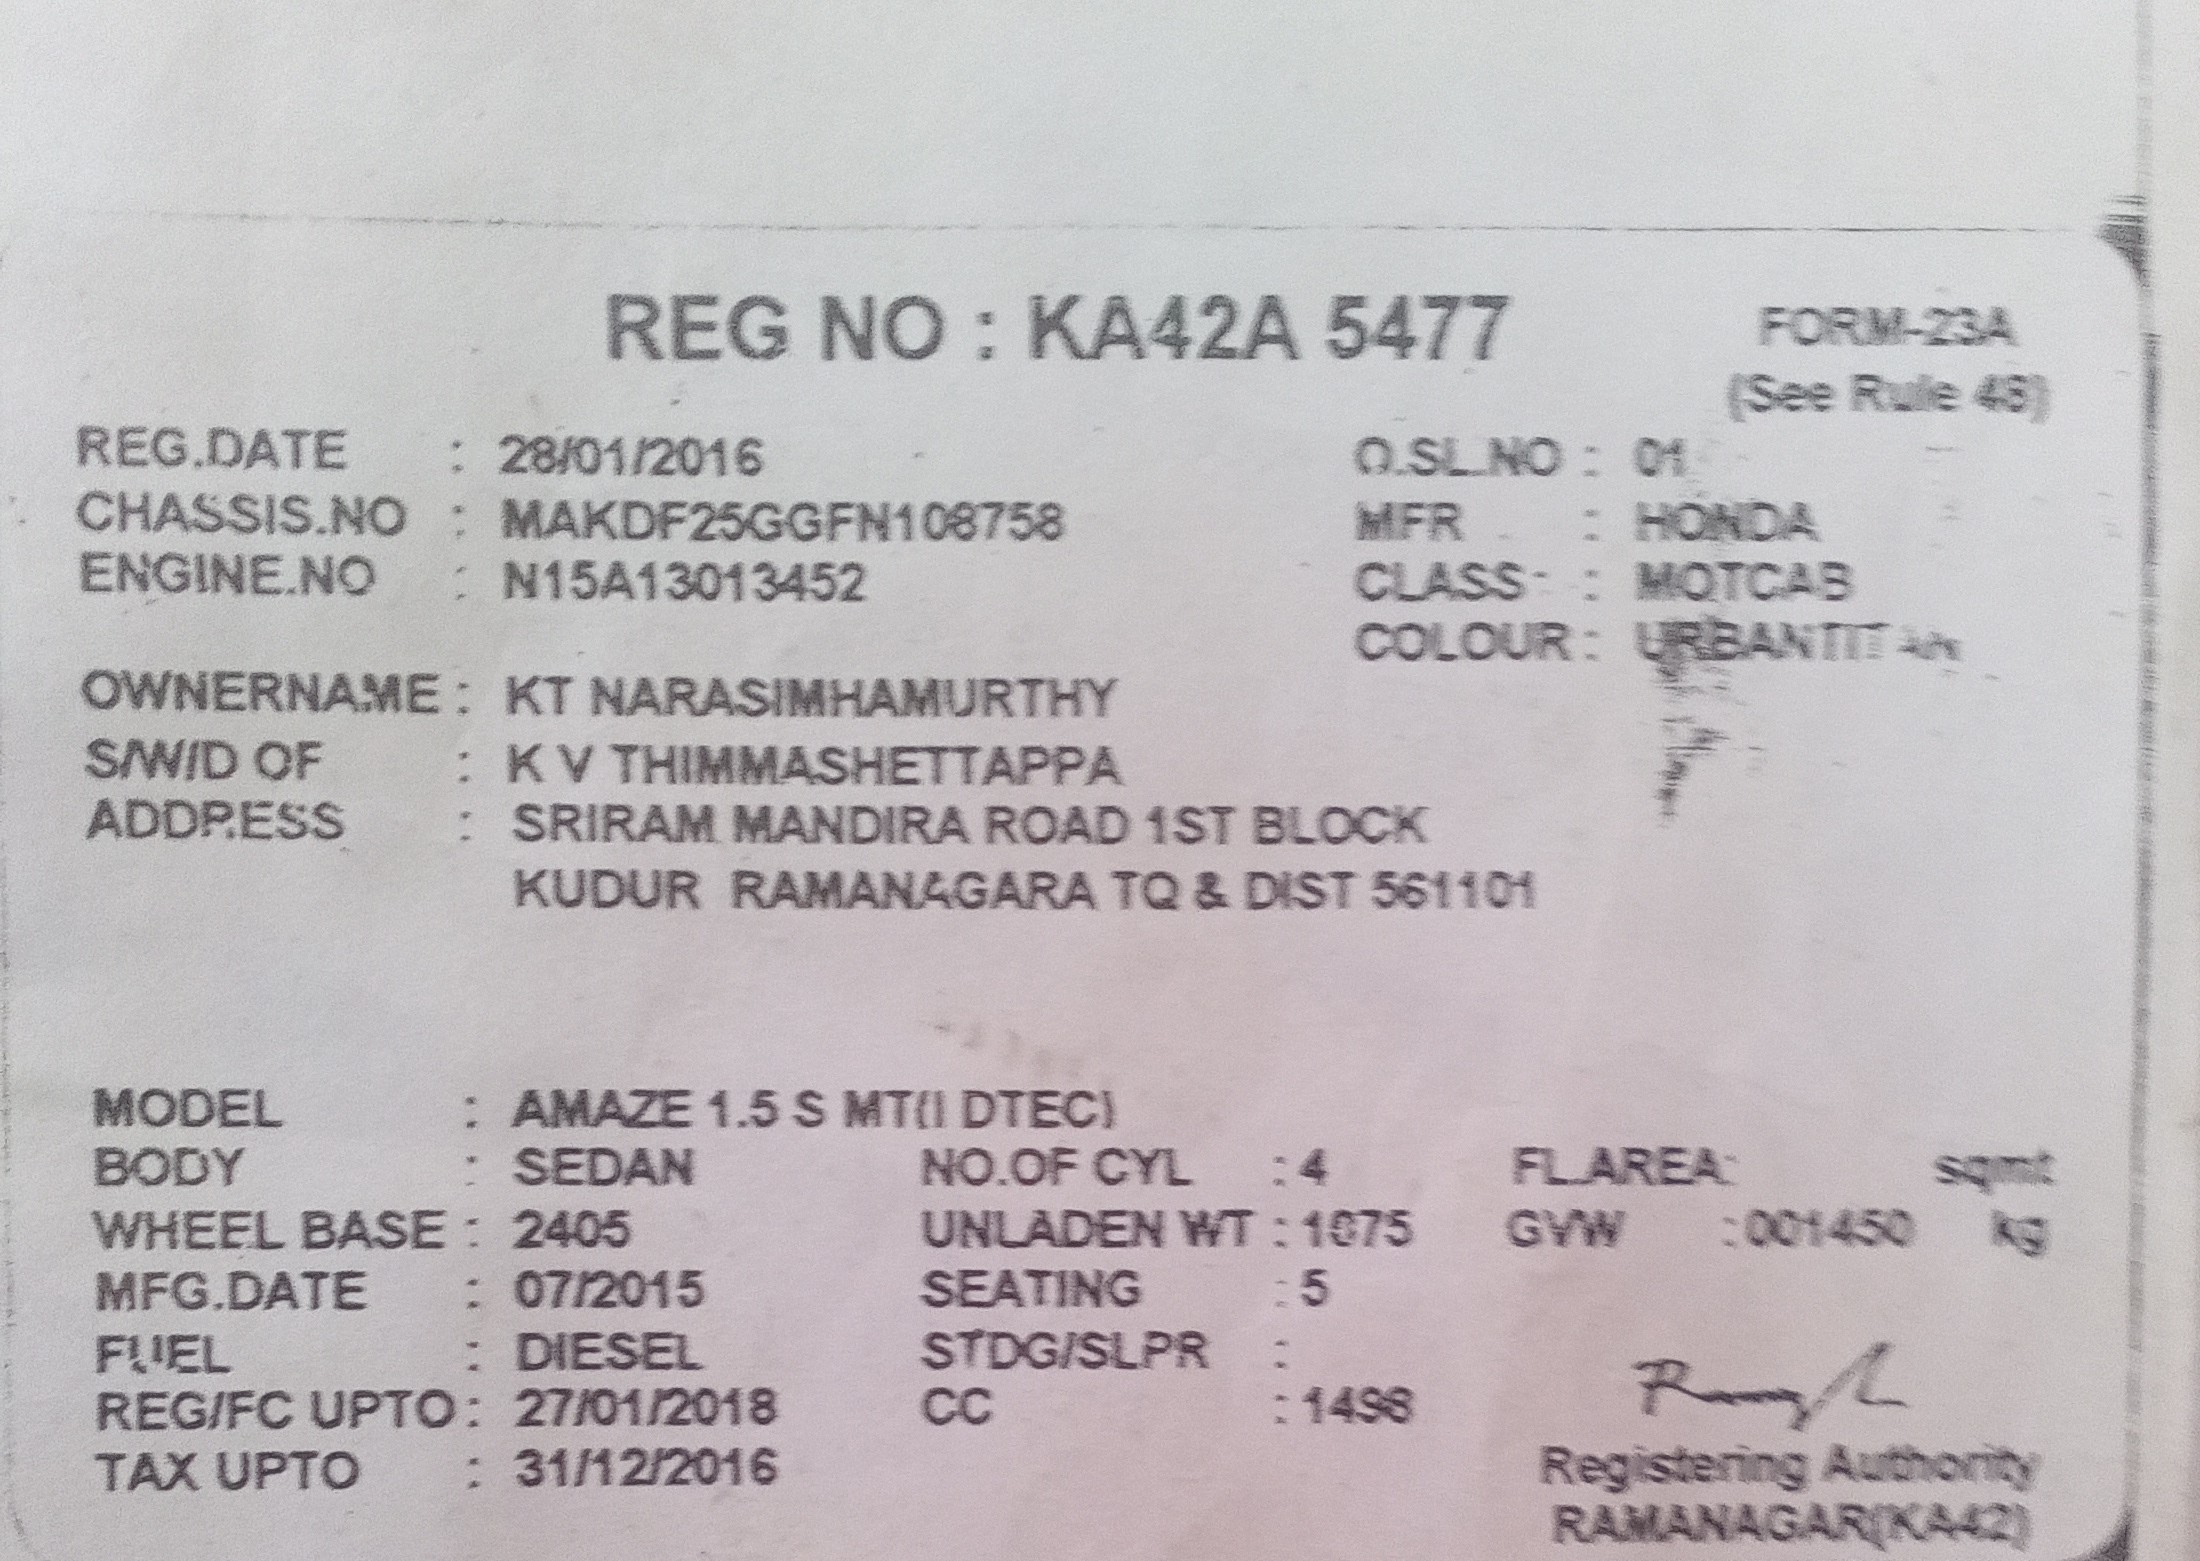 REG NO : KA42A 5477
FORM-23A
(See Rule 48)
REG.DATE : 28/01/2016 O.SL.NO : 01
CHASSIS.NO : MAKDF25GGFN108758 MFR : HONDA
ENGINE.NO : N15A13013452 CLASS : MOTCAB
COLOUR : URBANTITAN
OWNERNAME : KT NARASIMHAMURTHY
S/W/D OF : K V THIMMASHETTAPPA
ADDRESS : SRIRAM MANDIRA ROAD 1ST BLOCK
KUDUR RAMANAGARA TQ & DIST 561101
MODEL : AMAZE 1.5 S MT(I DTEC)
BODY : SEDAN NO.OF CYL : 4 FL.AREA: sqmt
WHEEL BASE : 2405 UNLADEN WT : 1075 GVW : 001450 kg
MFG.DATE : 07/2015 SEATING : 5
FUEL : DIESEL STDG/SLPR :
REG/FC UPTO : 27/01/2018 CC : 1498
TAX UPTO : 31/12/2016
Registering Authority
RAMANAGAR(KA42)